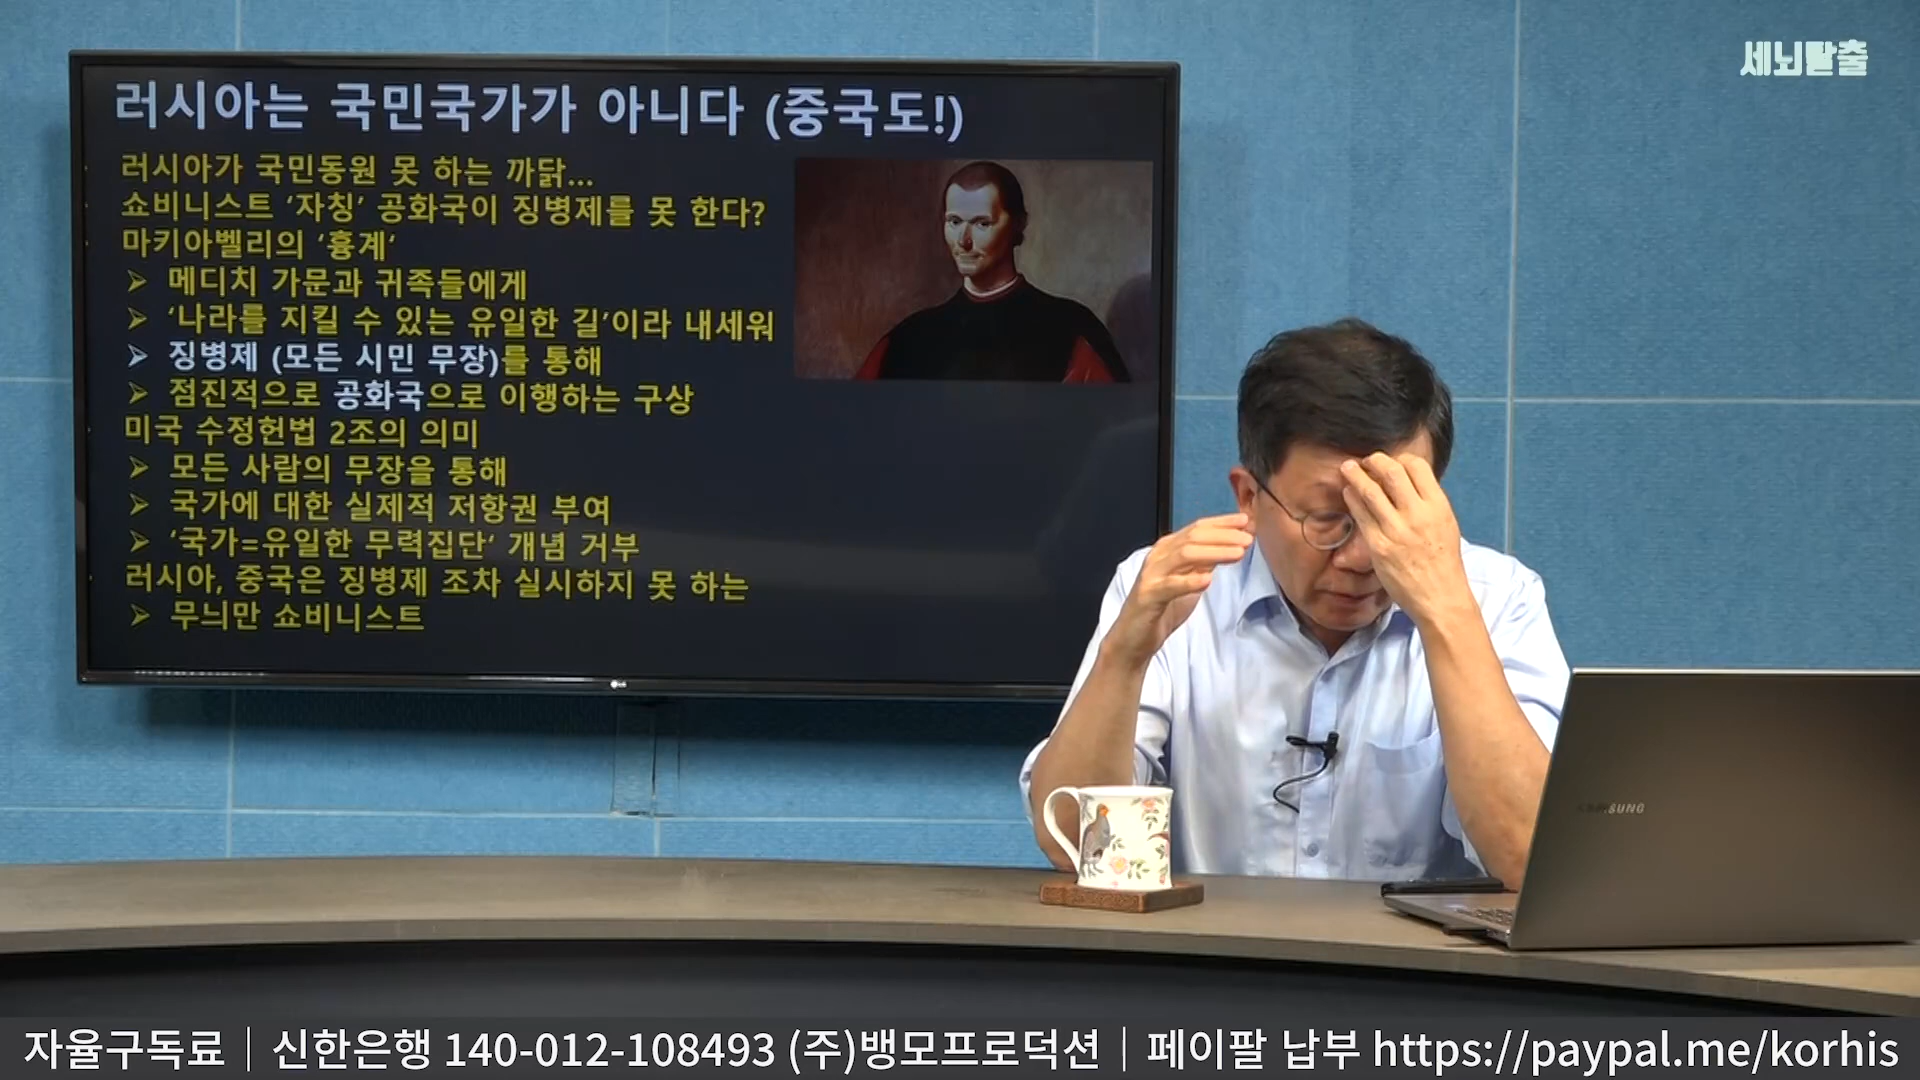 세뇌탈출
러시아는 국민국가가 아니다 (중국도!)
러시아가 국민동원 못 하는 까닭...
쇼비니스트 ‘자칭’ 공화국이 징병제를 못 한다?
마키아벨리의 ‘흉계‘
➢ 메디치 가문과 귀족들에게
➢ ‘나라를 지킬 수 있는 유일한 길’이라 내세워
➢ 징병제 (모든 시민 무장)를 통해
➢ 점진적으로 공화국으로 이행하는 구상
미국 수정헌법 2조의 의미
➢ 모든 사람의 무장을 통해
➢ 국가에 대한 실제적 저항권 부여
➢ ‘국가=유일한 무력집단‘ 개념 거부
러시아, 중국은 징병제 조차 실시하지 못 하는
➢ 무늬만 쇼비니스트
LG
SAMSUNG
자율구독료│신한은행 140-012-108493 (주)뱅모프로덕션│페이팔 납부 https://paypal.me/korhis